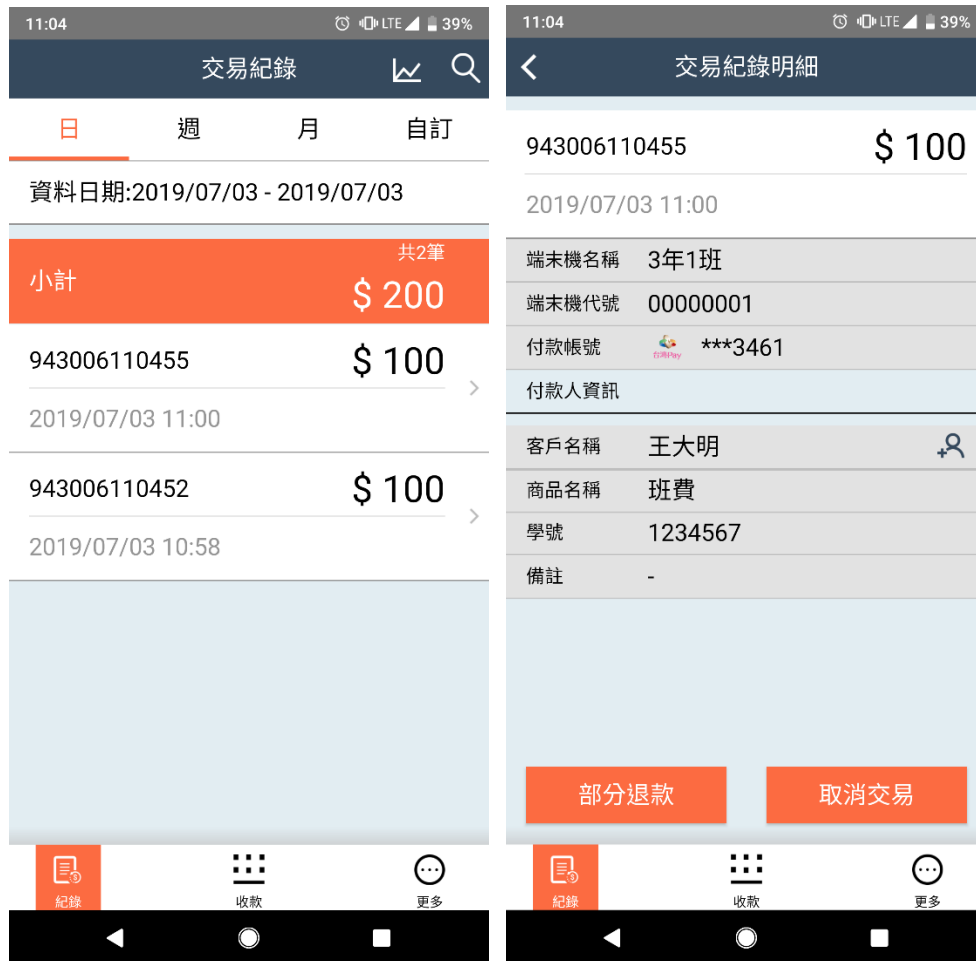 11:04
LTE 39%
交易紀錄
日 週 月 自訂
資料日期:2019/07/03 - 2019/07/03
共2筆
小計
$ 200
943006110455 $ 100
2019/07/03 11:00
943006110452 $ 100
2019/07/03 10:58
紀錄 收款 更多
11:04
LTE 39%
交易紀錄明細
943006110455 $ 100
2019/07/03 11:00
端末機名稱 3年1班
端末機代號 00000001
付款帳號 台灣Pay ***3461
付款人資訊
客戶名稱 王大明
商品名稱 班費
學號 1234567
備註 -
部分退款 取消交易
紀錄 收款 更多